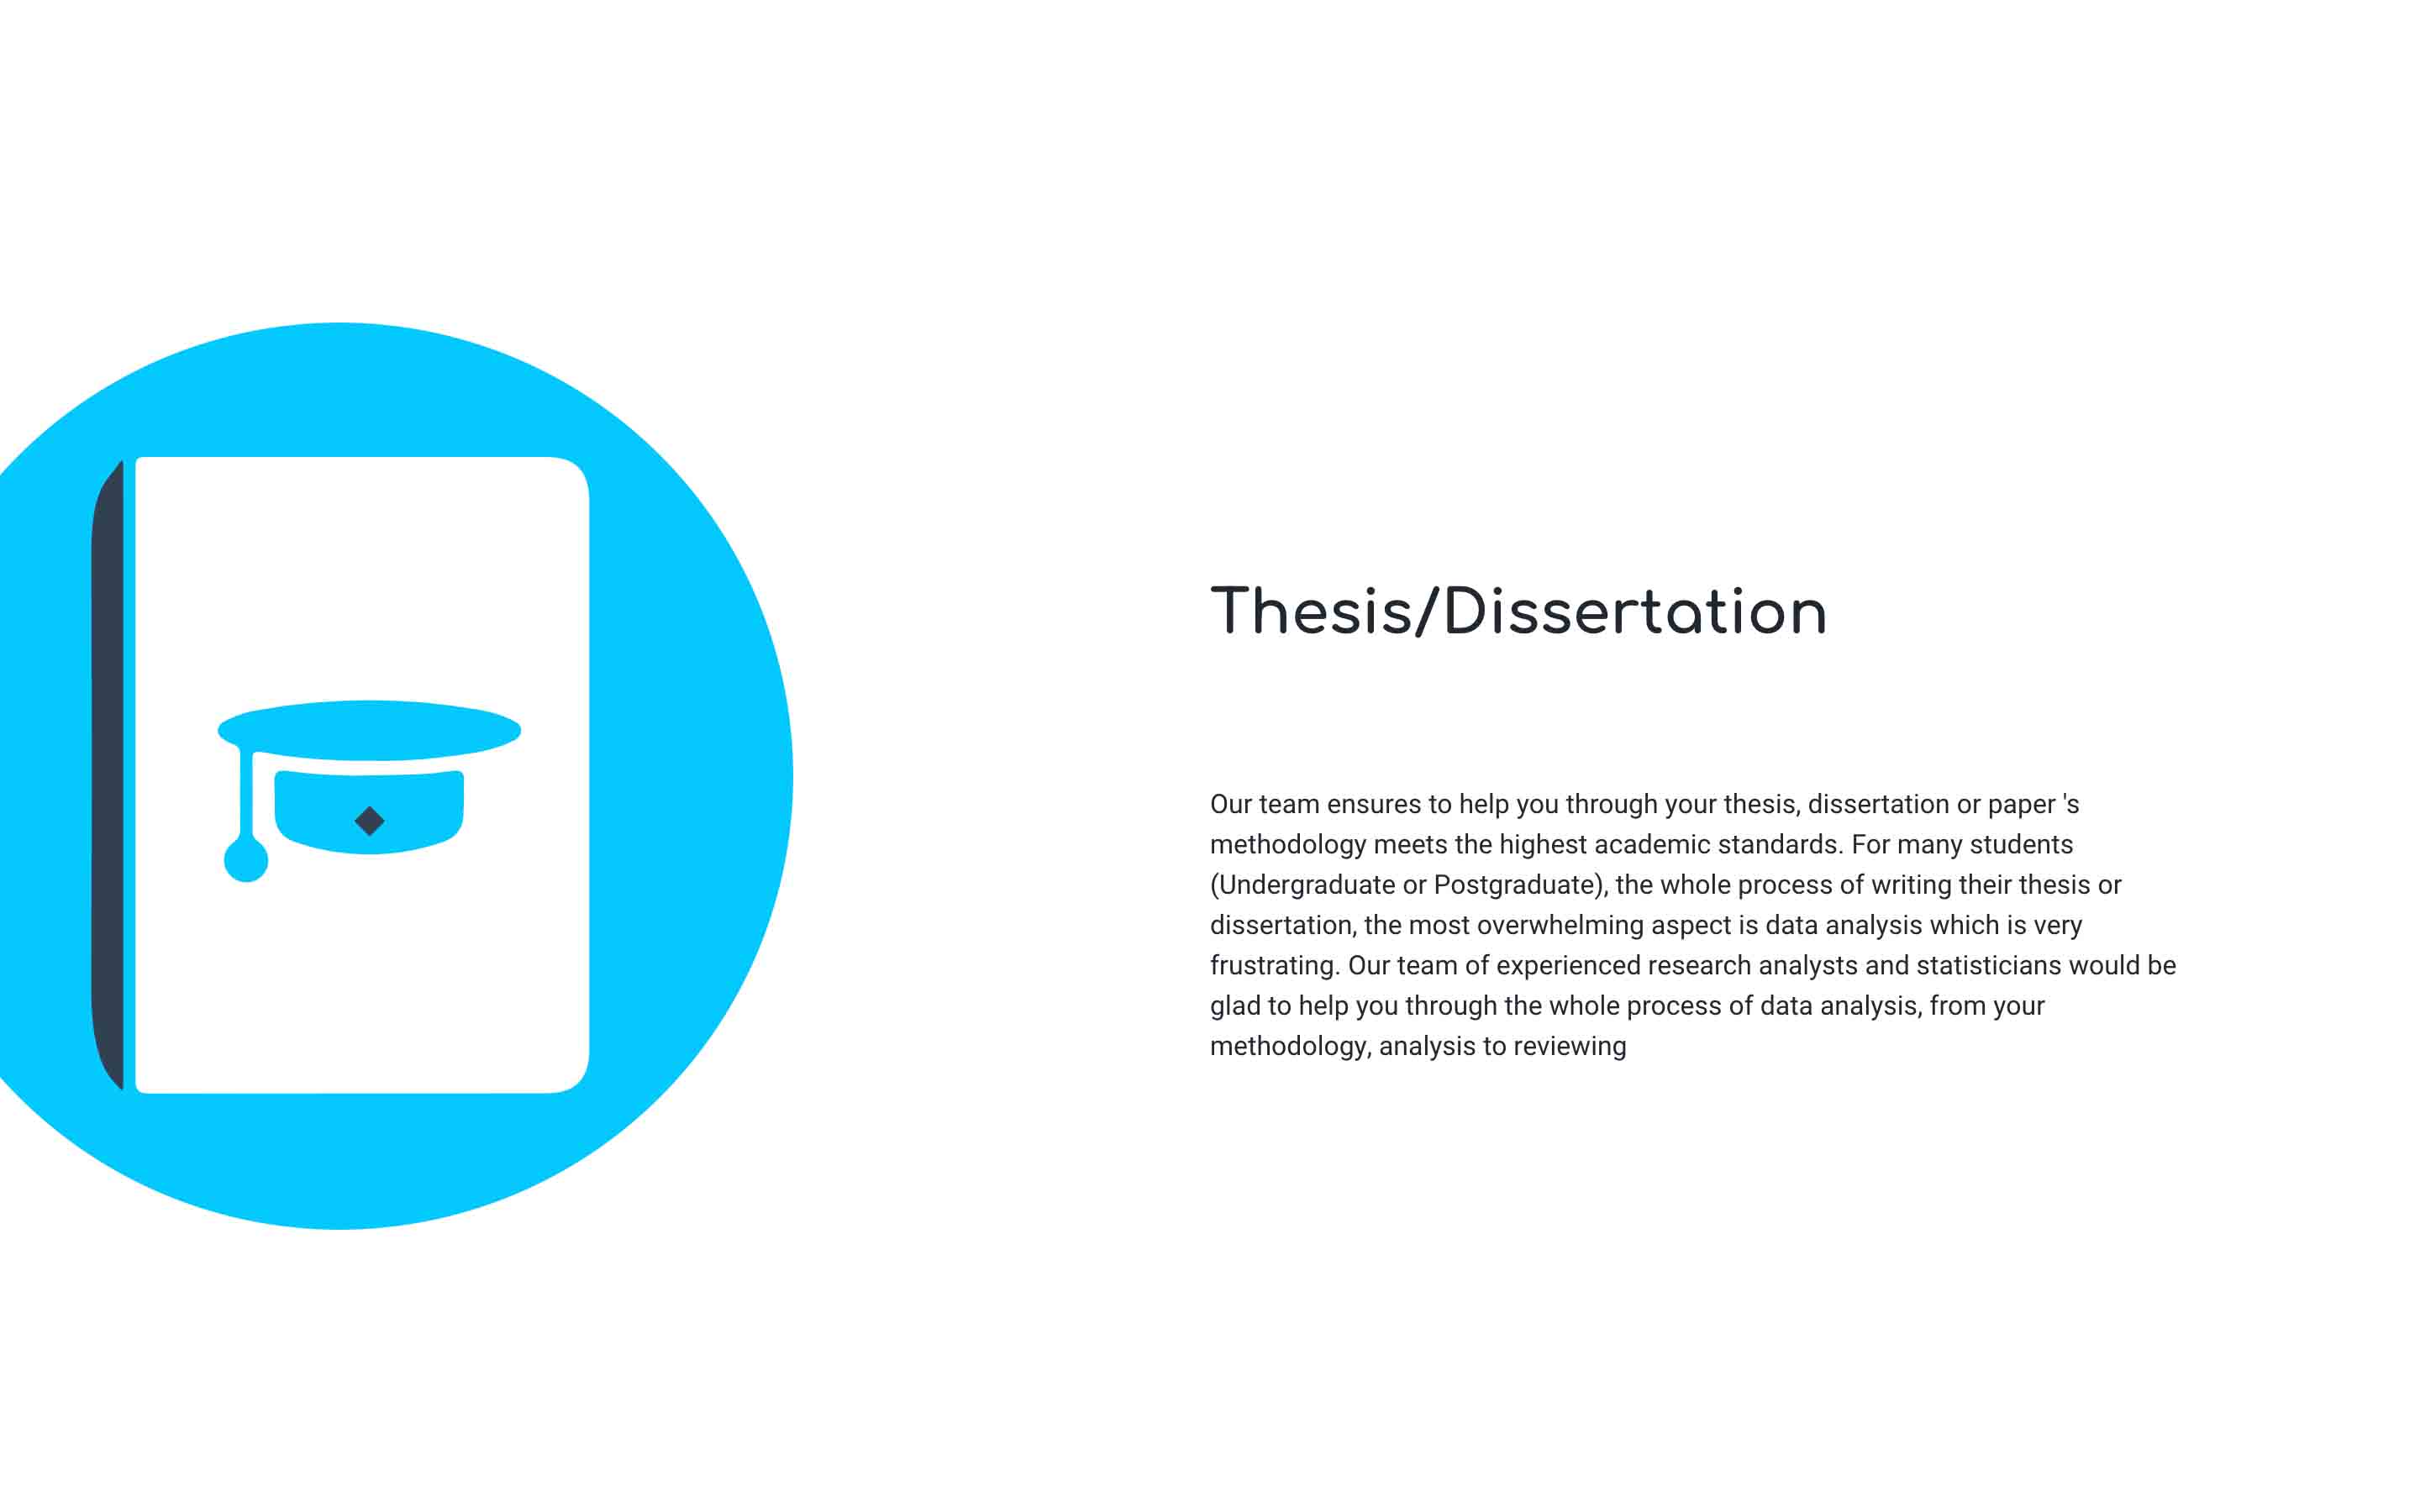 Thesis/Dissertation
Our team ensures to help you through your thesis, dissertation or paper 's
methodology meets the highest academic standards. For many students
(Undergraduate or Postgraduate), the whole process of writing their thesis or
dissertation, the most overwhelming aspect is data analysis which is very
frustrating. Our team of experienced research analysts and statisticians would be
glad to help you through the whole process of data analysis, from your
methodology, analysis to reviewing